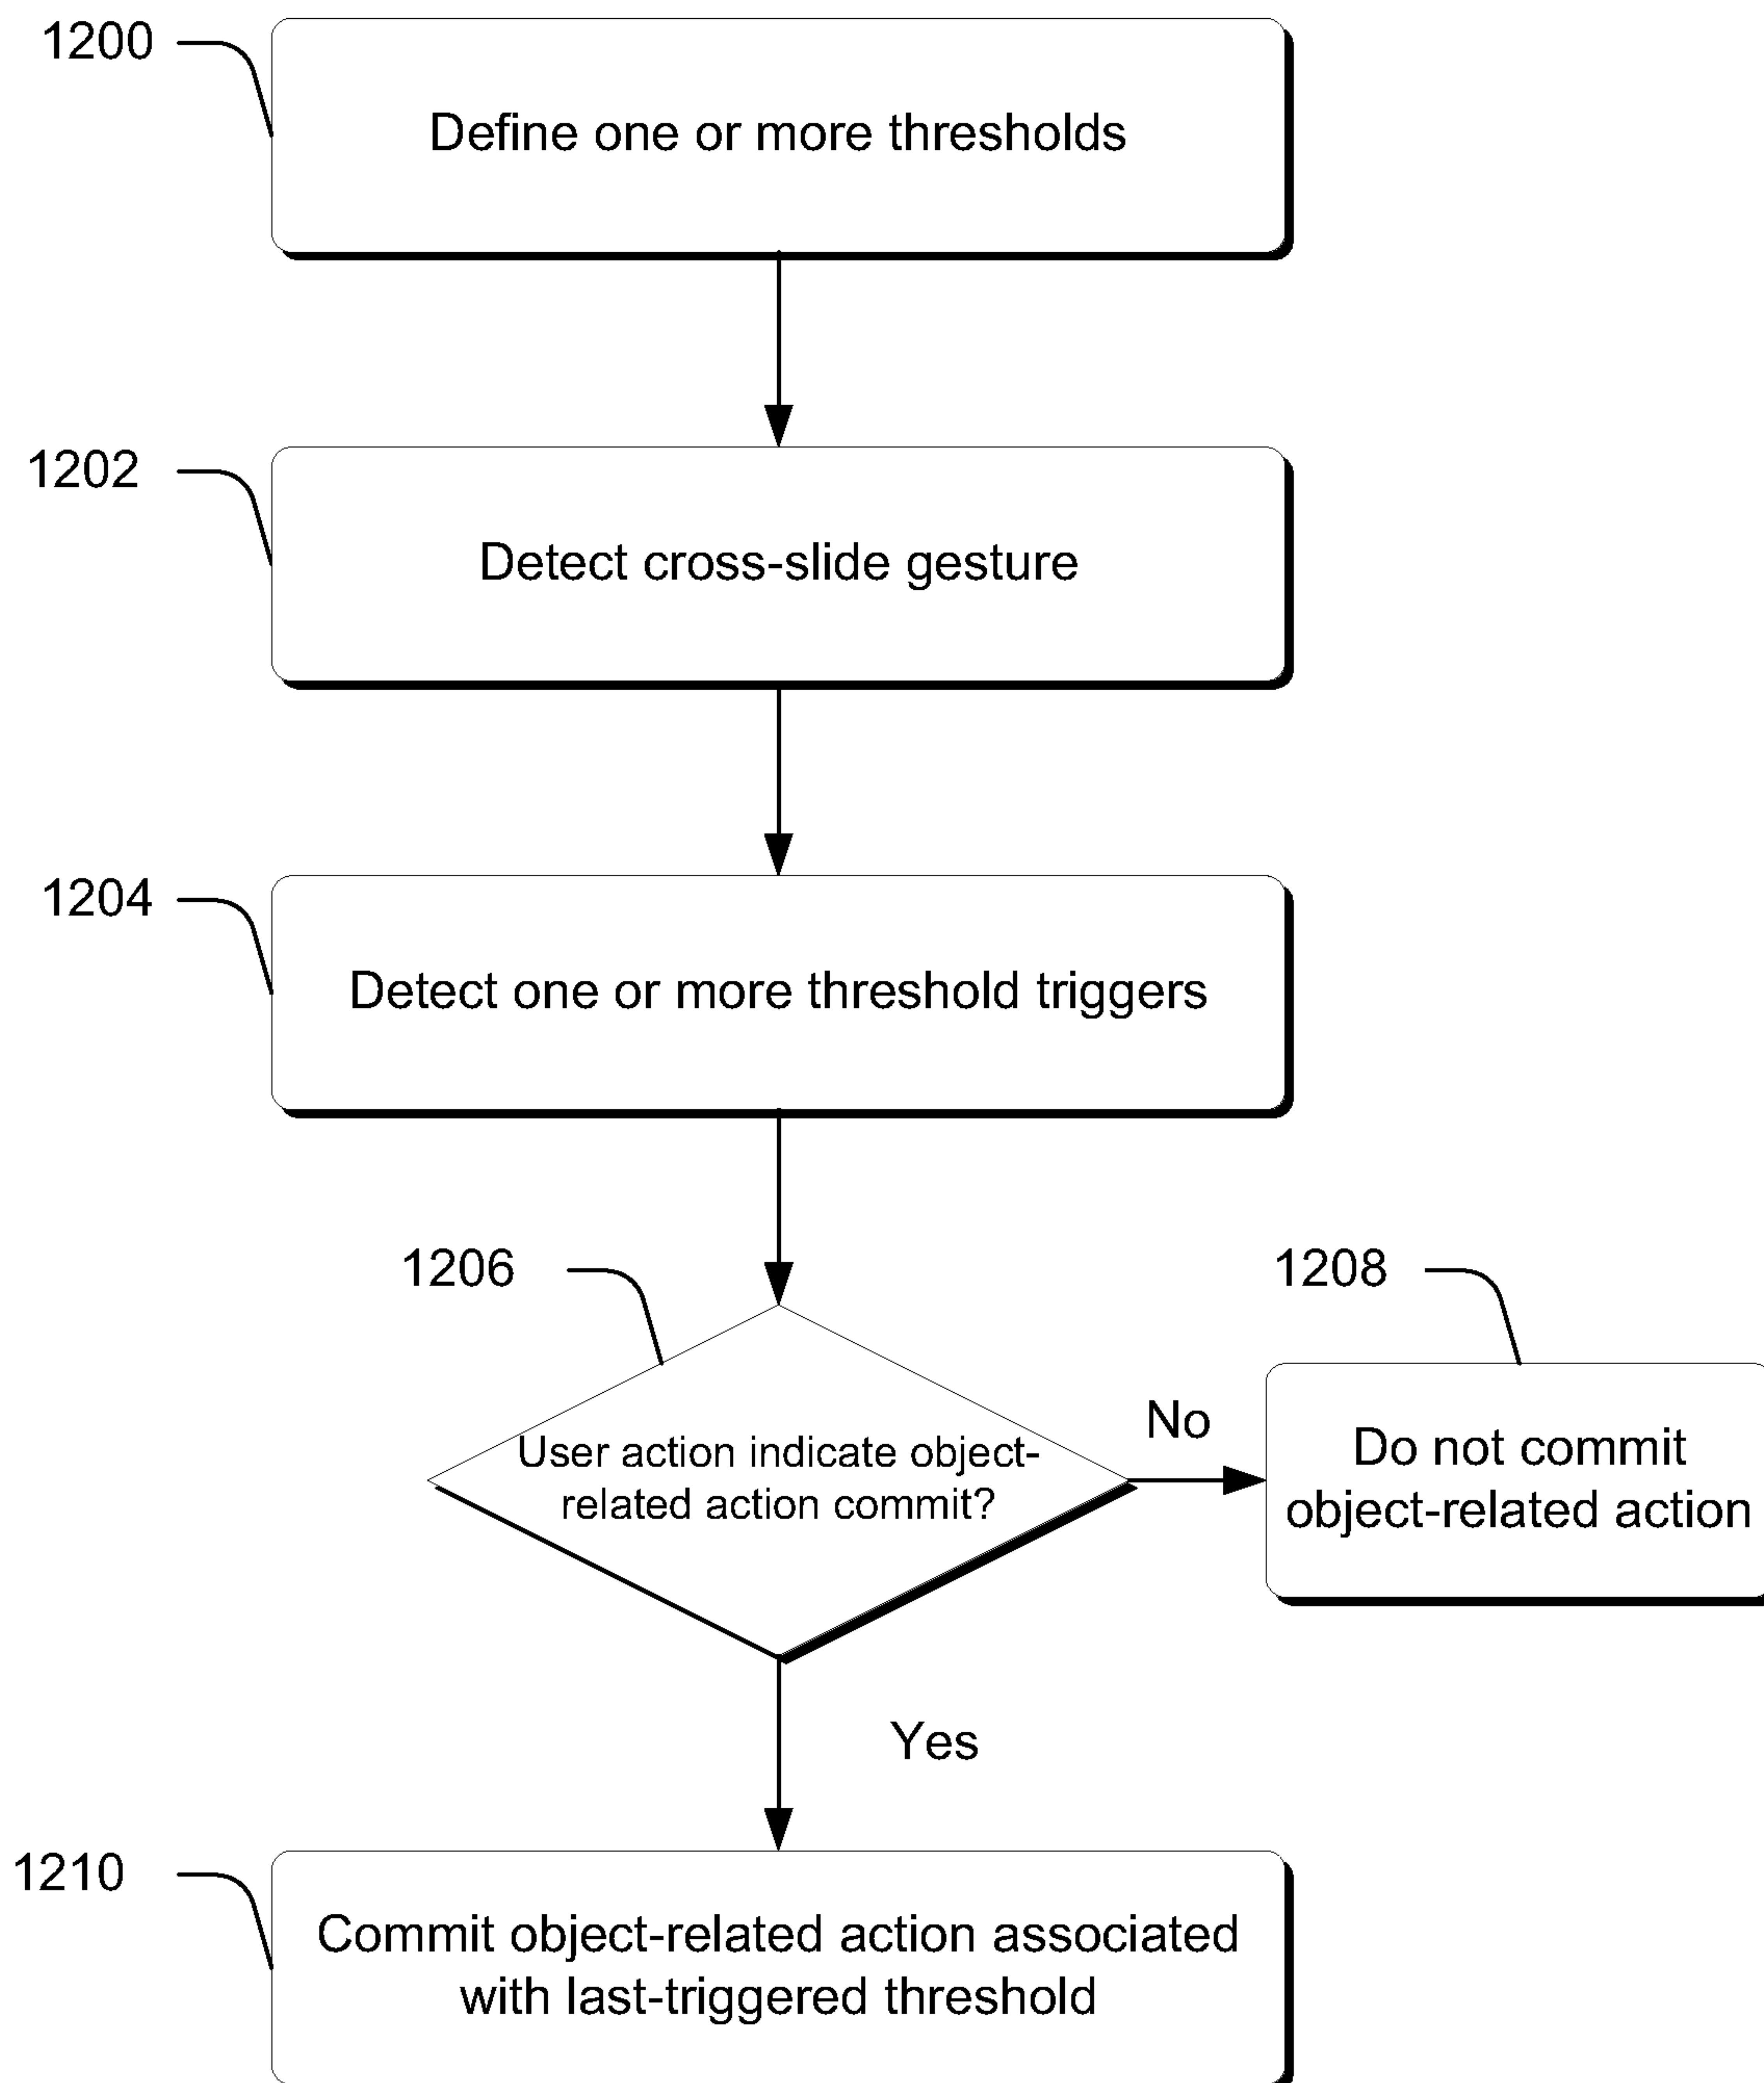 1200
Define one or more thresholds
1202
Detect cross-slide gesture
1204
Detect one or more threshold triggers
1206
1208
User action indicate object-
related action commit?
No
Do not commit
object-related action
Yes
1210
Commit object-related action associated
with last-triggered threshold